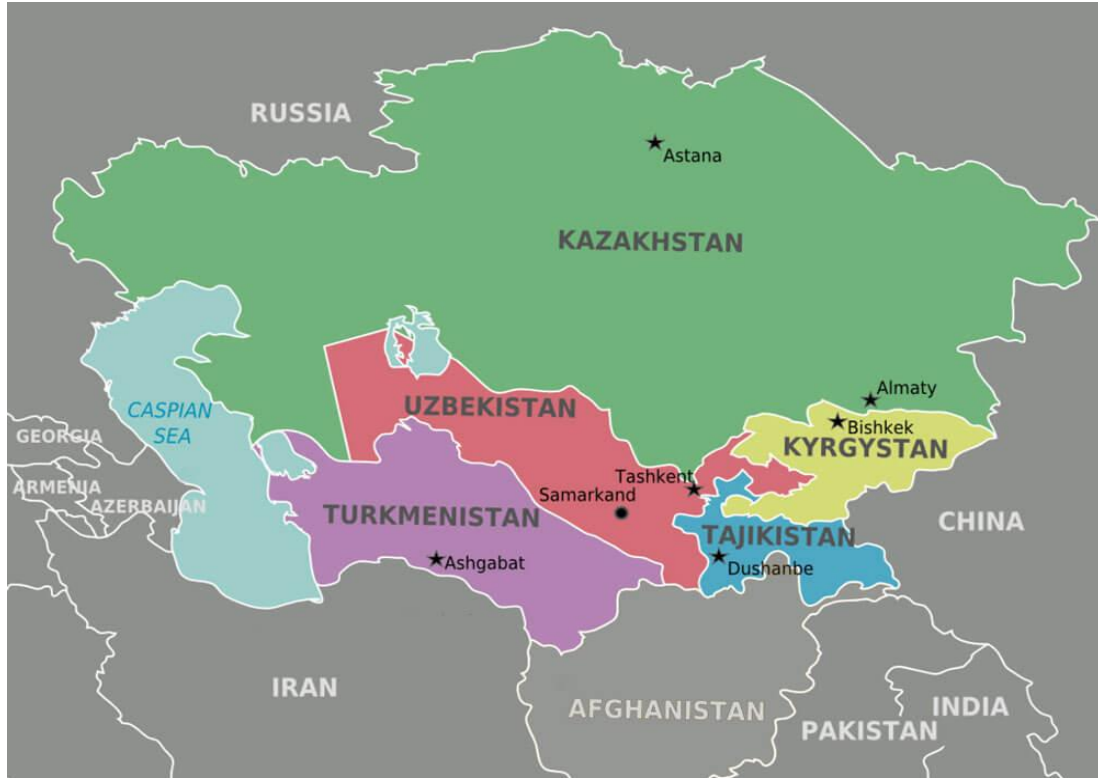 RUSSIA
Astana
KAZAKHSTAN
Almaty
CASPIAN
SEA
UZBEKISTAN
Bishkek
GEORGIA
KYRGYSTAN
Tashkent
ARMENJA
Samarkand
AZERBAIJAN
TURKMENISTAN
CHINA
TAJIKISTAN
Ashgabat
Dushanbe
IRAN
AFGHANISTAN
INDIA
PAKISTAN